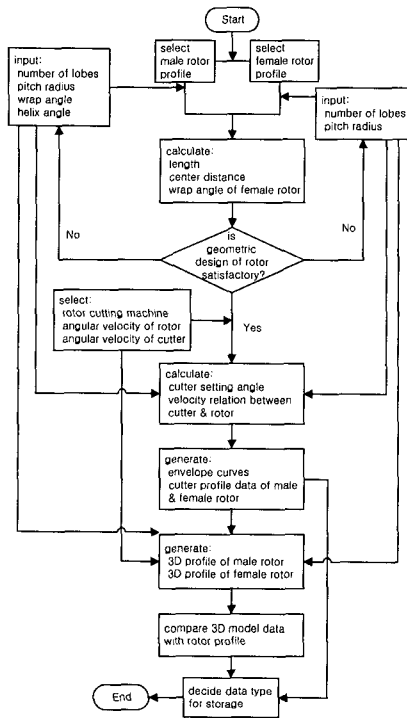 Start
select
male rotor
profile
select
female rotor
profile
input:
number of lobes
pitch radius
wrap angle
helix angle
input:
number of lobes
pitch radius
calculate:
length
center distance
wrap angle of female rotor
No
is
geometric
design of rotor
satisfactory?
No
select:
rotor cutting machine
angular velocity of rotor
angular velocity of cutter
Yes
calculate:
cutter setting angle
velocity relation between
cutter & rotor
generate:
envelope curves
cutter profile data of male
& female rotor
generate:
3D profile of male rotor
3D profile of female rotor
compare 3D model data
with rotor profile
End
decide data type
for storage